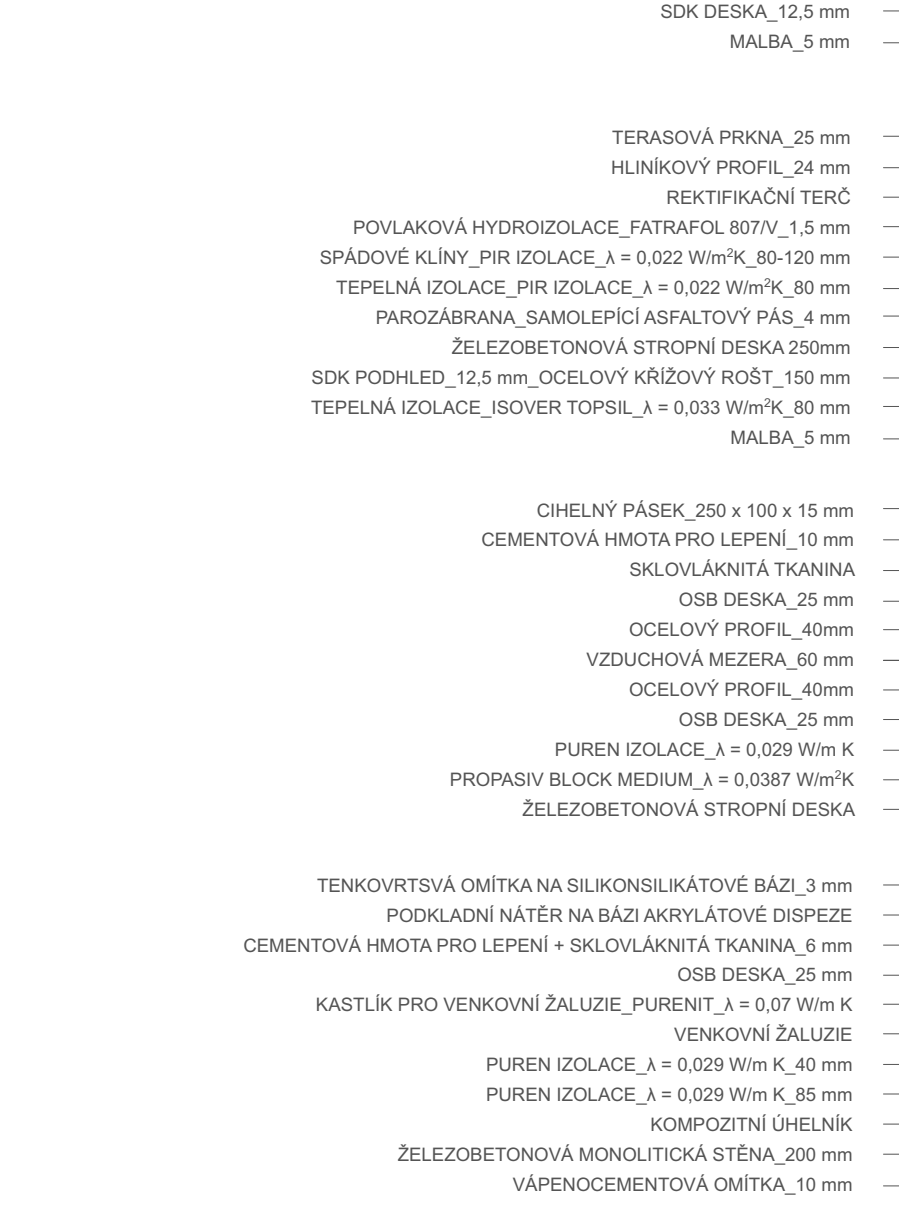 SDK DESKA_12,5 mm
MALBA_5 mm
TERASOVÁ PRKNA_25 mm
HLINÍKOVÝ PROFIL_24 mm
REKTIFIKAČNÍ TERČ
POVLAKOVÁ HYDROIZOLACE_FATRAFOL 807/V_1,5 mm
SPÁDOVÉ KLÍNY_PIR IZOLACE_λ = 0,022 W/m²K_80-120 mm
TEPELNÁ IZOLACE_PIR IZOLACE_λ = 0,022 W/m²K_80 mm
PAROZÁBRANA_SAMOLEPÍCÍ ASFALTOVÝ PÁS_4 mm
ŽELEZOBETONOVÁ STROPNÍ DESKA 250mm
SDK PODHLED_12,5 mm_OCELOVÝ KŘÍŽOVÝ ROŠT_150 mm
TEPELNÁ IZOLACE_ISOVER TOPSIL_λ = 0,033 W/m²K_80 mm
MALBA_5 mm
CIHELNÝ PÁSEK_250 x 100 x 15 mm
CEMENTOVÁ HMOTA PRO LEPENÍ_10 mm
SKLOVLÁKNITÁ TKANINA
OSB DESKA_25 mm
OCELOVÝ PROFIL_40mm
VZDUCHOVÁ MEZERA_60 mm
OCELOVÝ PROFIL_40mm
OSB DESKA_25 mm
PUREN IZOLACE_λ = 0,029 W/m K
PROPASIV BLOCK MEDIUM_λ = 0,0387 W/m²K
ŽELEZOBETONOVÁ STROPNÍ DESKA
TENKOVRTSVÁ OMÍTKA NA SILIKONSILIKÁTOVÉ BÁZI_3 mm
PODKLADNÍ NÁTĚR NA BÁZI AKRYLÁTOVÉ DISPEZE
CEMENTOVÁ HMOTA PRO LEPENÍ + SKLOVLÁKNITÁ TKANINA_6 mm
OSB DESKA_25 mm
KASTLÍK PRO VENKOVNÍ ŽALUZIE_PURENIT_λ = 0,07 W/m K
VENKOVNÍ ŽALUZIE
PUREN IZOLACE_λ = 0,029 W/m K_40 mm
PUREN IZOLACE_λ = 0,029 W/m K_85 mm
KOMPOZITNÍ ÚHELNÍK
ŽELEZOBETONOVÁ MONOLITICKÁ STĚNA_200 mm
VÁPENOCEMENTOVÁ OMÍTKA_10 mm